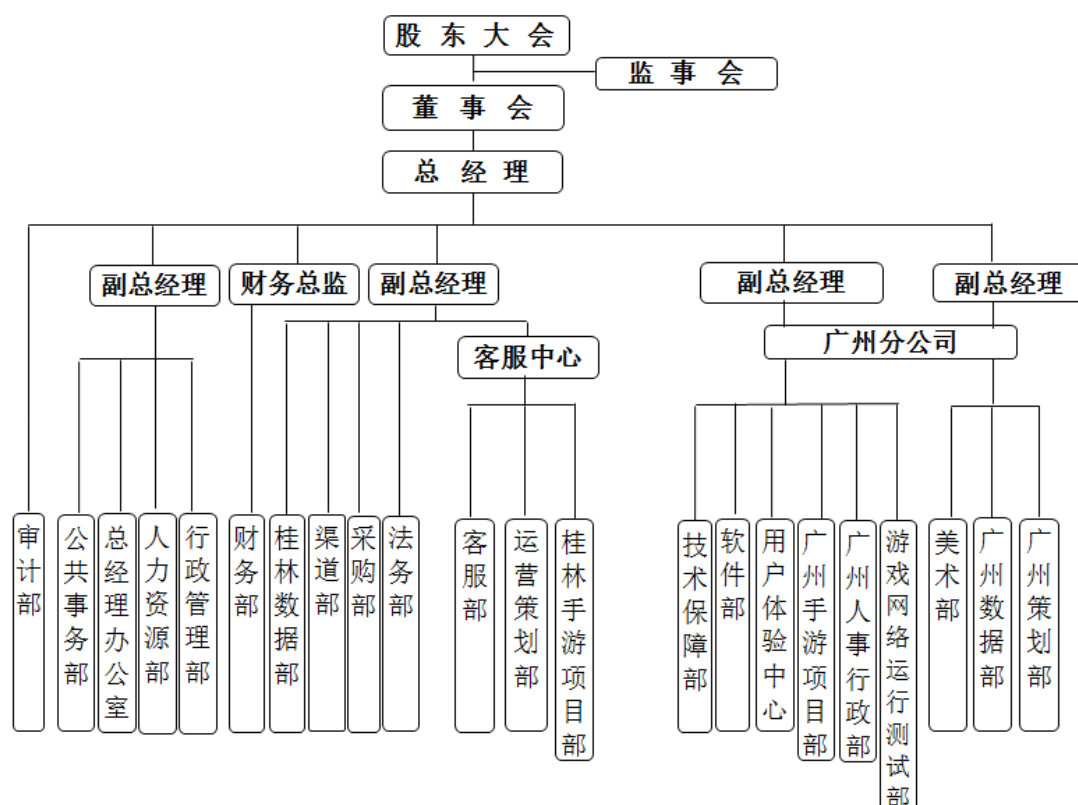 股东大会
监事会
董事会
总经理
副总经理
财务总监
副总经理
副总经理
副总经理
广州分公司
客服中心
审计部
公共事务部
总经理办公室
人力资源部
行政管理部
财务部
桂林数据部
渠道部
采购部
法务部
客服部
运营策划部
桂林手游项目部
技术保障部
软件部
用户体验中心
广州手游项目部
广州人事行政部
游戏网络运行测试部
美术部
广州数据部
广州策划部